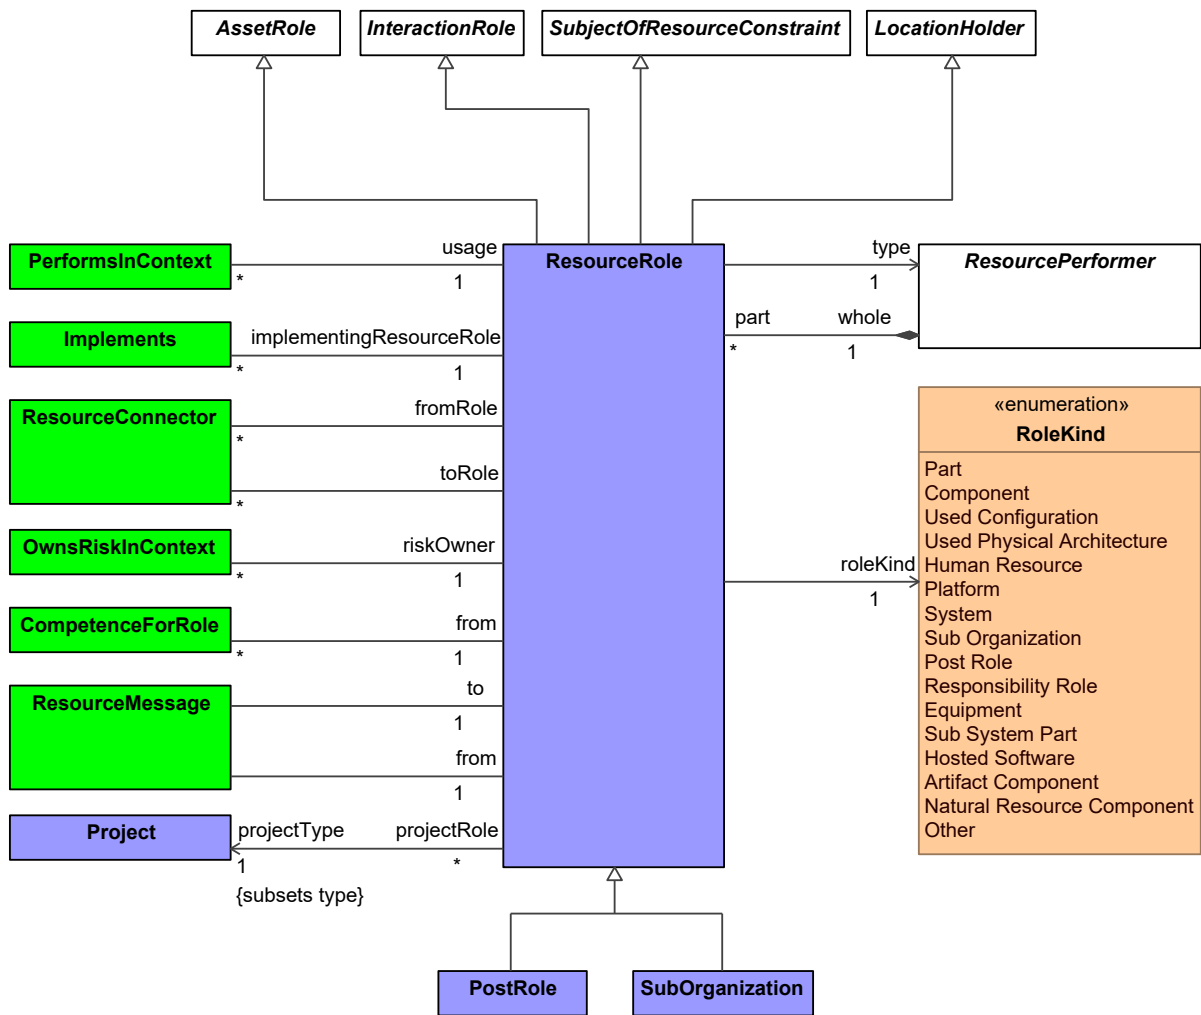 AssetRole
InteractionRole
SubjectOfResourceConstraint
LocationHolder
PerformsInContext
*
usage
1
ResourceRole
type
1
ResourcePerformer
part
whole
*
1
Implements
implementingResourceRole
*
1
ResourceConnector
fromRole
*
toRole
*
«enumeration»
RoleKind
Part
Component
Used Configuration
Used Physical Architecture
Human Resource
Platform
System
Sub Organization
Post Role
Responsibility Role
Equipment
Sub System Part
Hosted Software
Artifact Component
Natural Resource Component
Other
roleKind
1
OwnsRiskInContext
riskOwner
*
1
CompetenceForRole
from
*
1
ResourceMessage
to
1
from
1
Project
projectType
projectRole
1
*
{subsets type}
PostRole
SubOrganization